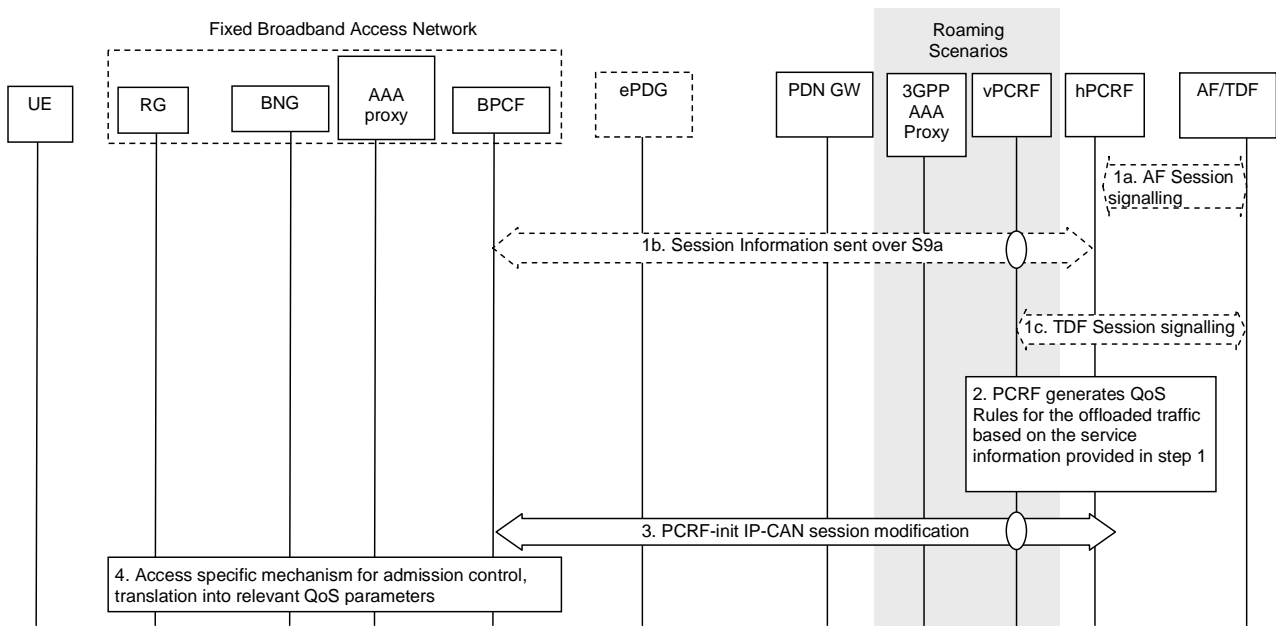 Fixed Broadband Access Network
Roaming
Scenarios
UE
RG
BNG
AAA
proxy
BPCF
ePDG
PDN GW
3GPP
AAA
Proxy
vPCRF
hPCRF
AF/TDF
1a. AF Session
signalling
1b. Session Information sent over S9a
1c. TDF Session signalling
2. PCRF generates QoS
Rules for the offloaded traffic
based on the service
information provided in step 1
3. PCRF-init IP-CAN session modification
4. Access specific mechanism for admission control,
translation into relevant QoS parameters